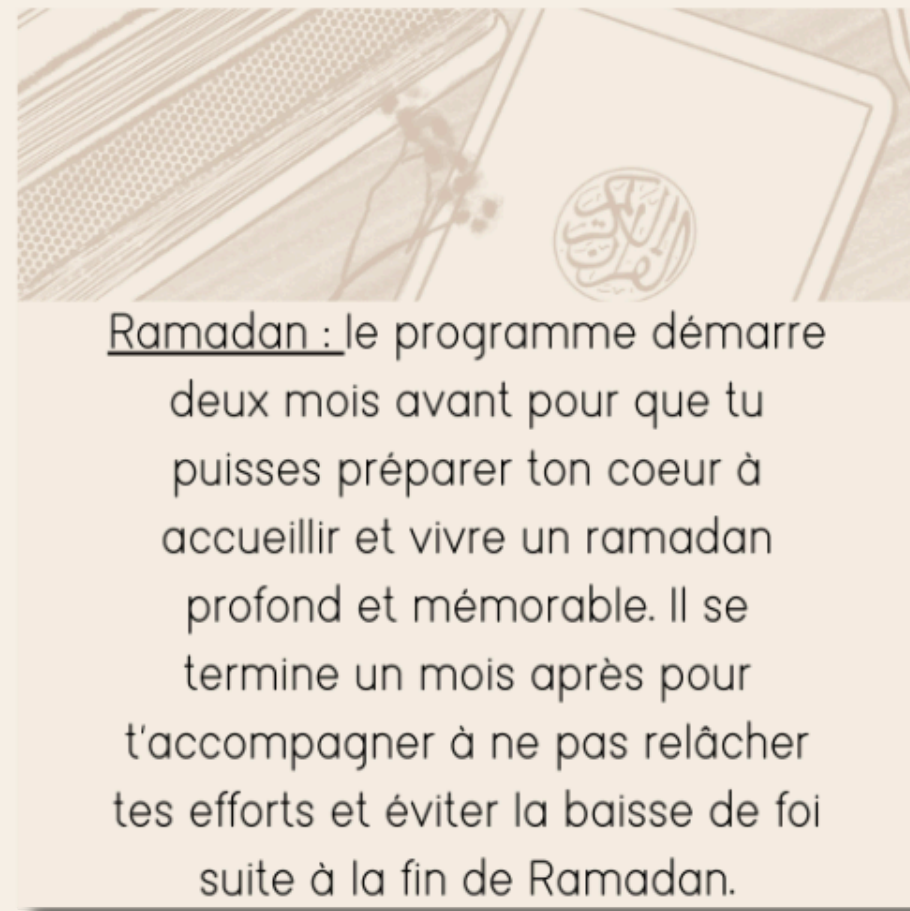 القرآن الكريم
Ramadan : le programme démarre
deux mois avant pour que tu
puisses préparer ton coeur à
accueillir et vivre un ramadan
profond et mémorable. Il se
termine un mois après pour
t'accompagner à ne pas relâcher
tes efforts et éviter la baisse de foi
suite à la fin de Ramadan.